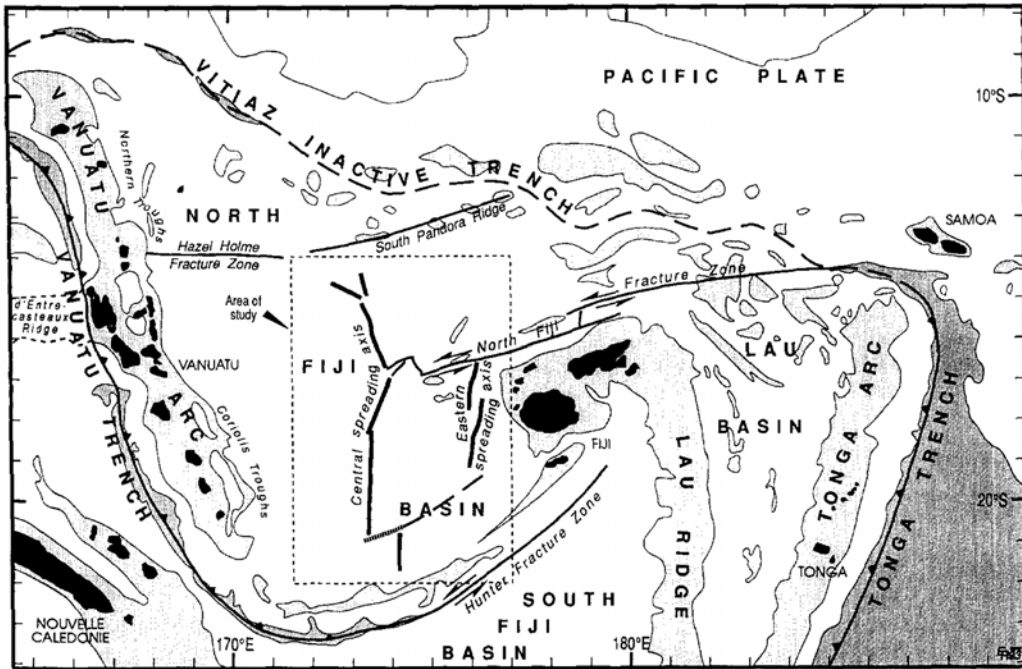 PACIFIC PLATE
10°S
VITIAZ INACTIVE TRENCH
VANUATU
Northern Troughs
NORTH
SAMOA
South Pandora Ridge
Hazel Holme
Fracture Zone
Area of
study
North Fiji Fracture Zone
VANUATU TRENCH
d'Entre-
casteaux
Ridge
FIJI
Central spreading axis
Eastern spreading axis
LAU
BASIN
VANUATU
ARC
Coriolis Troughs
FIJI
BASIN
LAU RIDGE
TONGA ARC
TONGA TRENCH
20°S
Hunter Fracture Zone
TONGA
SOUTH
FIJI
BASIN
NOUVELLE
CALEDONIE
170°E
180°E